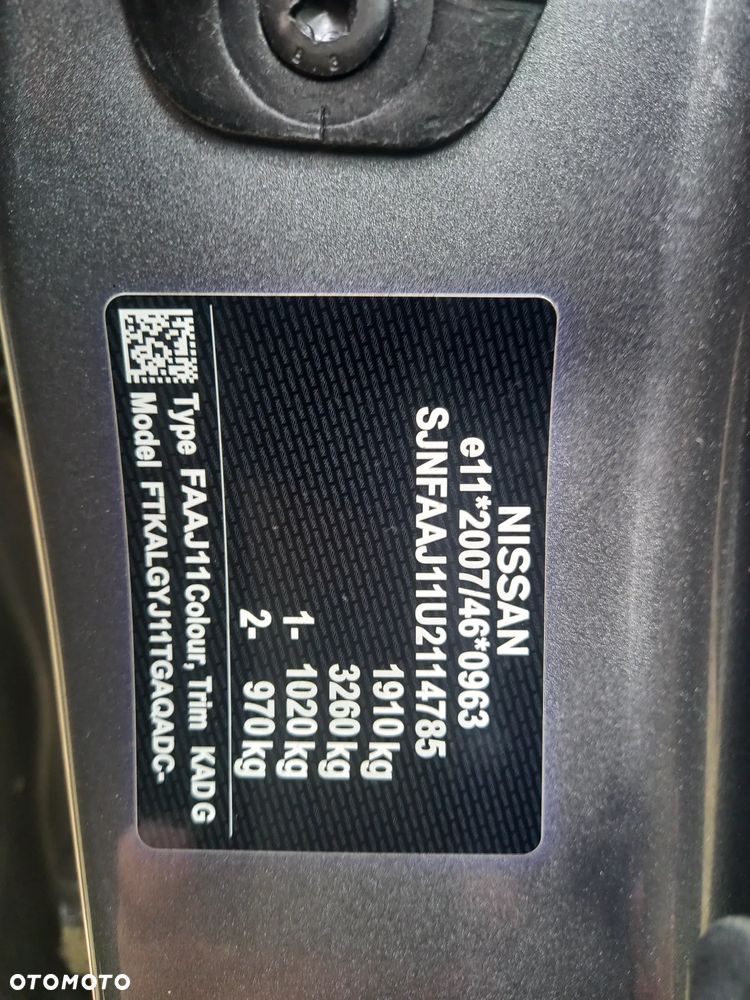 NISSAN
e11*2007/46*0963
SJNFAAJ11U2114785
1910 kg
3260 kg
1- 1020 kg
2- 970 kg
Type FAAJ11 Colour, Trim KAD G
Model FTKALGYJ11TGAQADC-
OTOMOTO